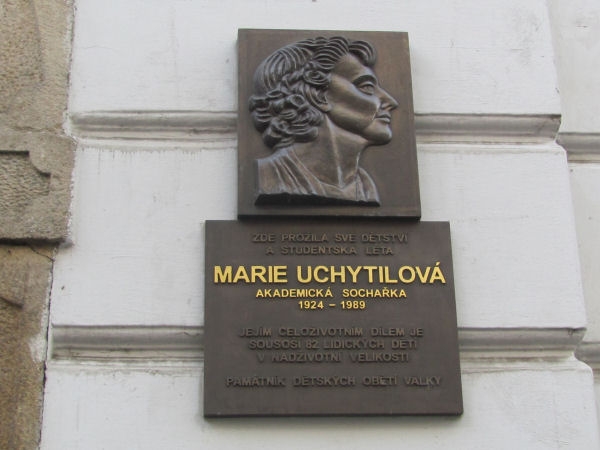 ZDE PROŽILA SVÉ DĚTSTVÍ
A STUDENTSKÁ LÉTA
MARIE UCHYTILOVÁ
AKADEMICKÁ SOCHAŘKA
1924 – 1989
JEJÍM CELOŽIVOTNÍM DÍLEM JE
SOUSOŠÍ 82 LIDICKÝCH DĚTÍ
V NADŽIVOTNÍ VELIKOSTI
PAMÁTNÍK DĚTSKÝCH OBĚTÍ VÁLKY